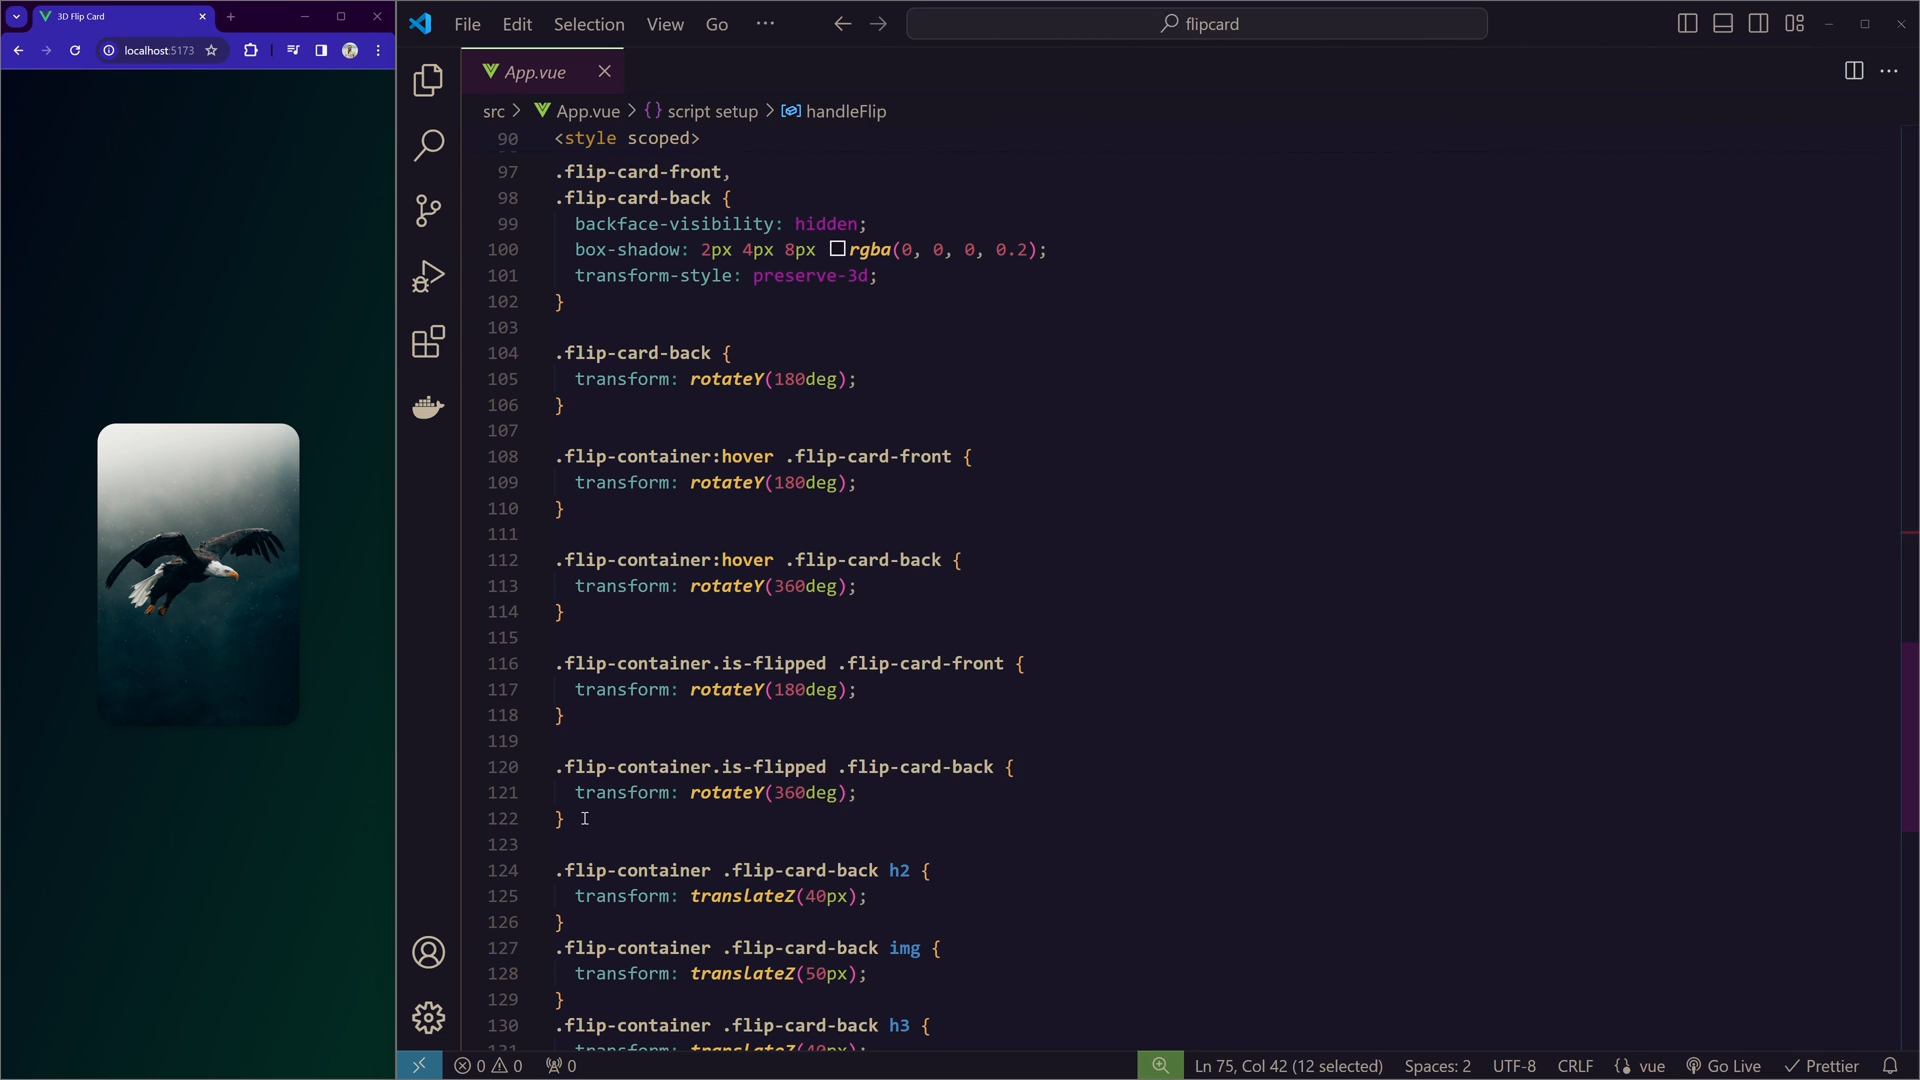 3D Flip Card
localhost:5173
File Edit Selection View Go ···
flipcard
App.vue
src > App.vue > {} script setup > handleFlip
90 <style scoped>
97 .flip-card-front,
98 .flip-card-back {
99 backface-visibility: hidden;
100 box-shadow: 2px 4px 8px rgba(0, 0, 0, 0.2);
101 transform-style: preserve-3d;
102 }
103
104 .flip-card-back {
105 transform: rotateY(180deg);
106 }
107
108 .flip-container:hover .flip-card-front {
109 transform: rotateY(180deg);
110 }
111
112 .flip-container:hover .flip-card-back {
113 transform: rotateY(360deg);
114 }
115
116 .flip-container.is-flipped .flip-card-front {
117 transform: rotateY(180deg);
118 }
119
120 .flip-container.is-flipped .flip-card-back {
121 transform: rotateY(360deg);
122 }
123
124 .flip-container .flip-card-back h2 {
125 transform: translateZ(40px);
126 }
127 .flip-container .flip-card-back img {
128 transform: translateZ(50px);
129 }
130 .flip-container .flip-card-back h3 {
131 transform: translateZ(40px);
0 0 0 Ln 75, Col 42 (12 selected) Spaces: 2 UTF-8 CRLF {} vue Go Live Prettier